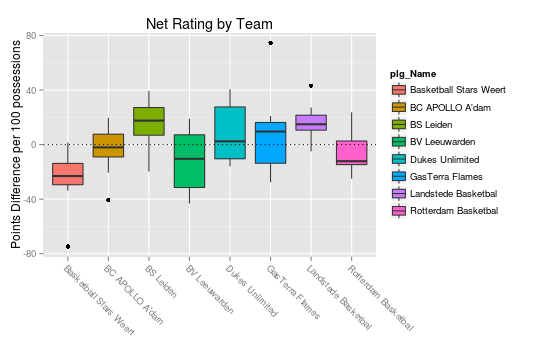 Net Rating by Team
Points Difference per 100 possessions
80
40
0
-40
-80
Basketball Stars Weert
BC APOLLO A'dam
BS Leiden
BV Leeuwarden
Dukes Unlimited
GasTerra Flames
Landstede Basketbal
Rotterdam Basketbal
plg_Name
Basketball Stars Weert
BC APOLLO A'dam
BS Leiden
BV Leeuwarden
Dukes Unlimited
GasTerra Flames
Landstede Basketbal
Rotterdam Basketbal